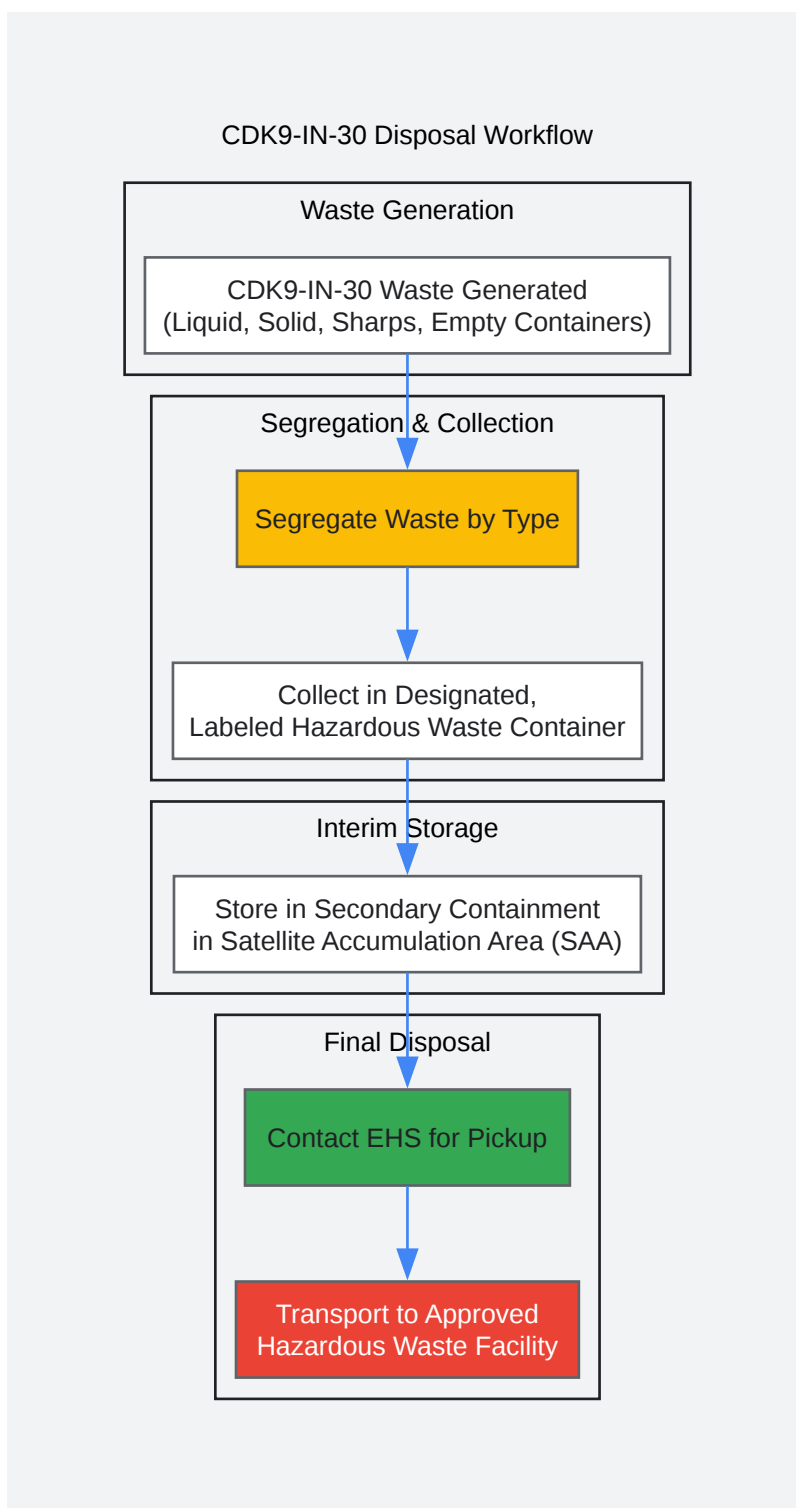 CDK9-IN-30 Disposal Workflow
Waste Generation
CDK9-IN-30 Waste Generated
(Liquid, Solid, Sharps, Empty Containers)
Segregation & Collection
Segregate Waste by Type
Collect in Designated,
Labeled Hazardous Waste Container
Interim Storage
Store in Secondary Containment
in Satellite Accumulation Area (SAA)
Final Disposal
Contact EHS for Pickup
Transport to Approved
Hazardous Waste Facility